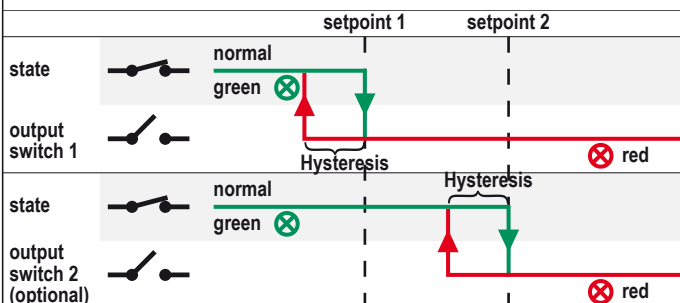 setpoint 1 setpoint 2
normal
state
green
output
switch 1
red
Hysteresis
Hysteresis
normal
state
green
output
switch 2
(optional)
red